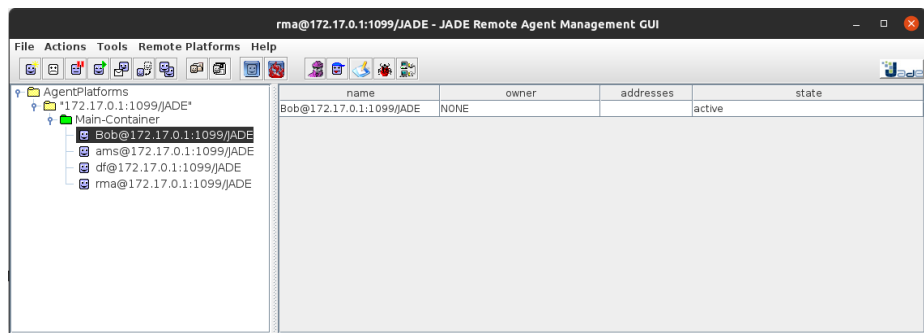 rma@172.17.0.1:1099/JADE - JADE Remote Agent Management GUI
File Actions Tools Remote Platforms Help
Jade
AgentPlatforms
"172.17.0.1:1099/JADE"
Main-Container
Bob@172.17.0.1:1099/JADE
ams@172.17.0.1:1099/JADE
df@172.17.0.1:1099/JADE
rma@172.17.0.1:1099/JADE
name owner addresses state
Bob@172.17.0.1:1099/JADE NONE active